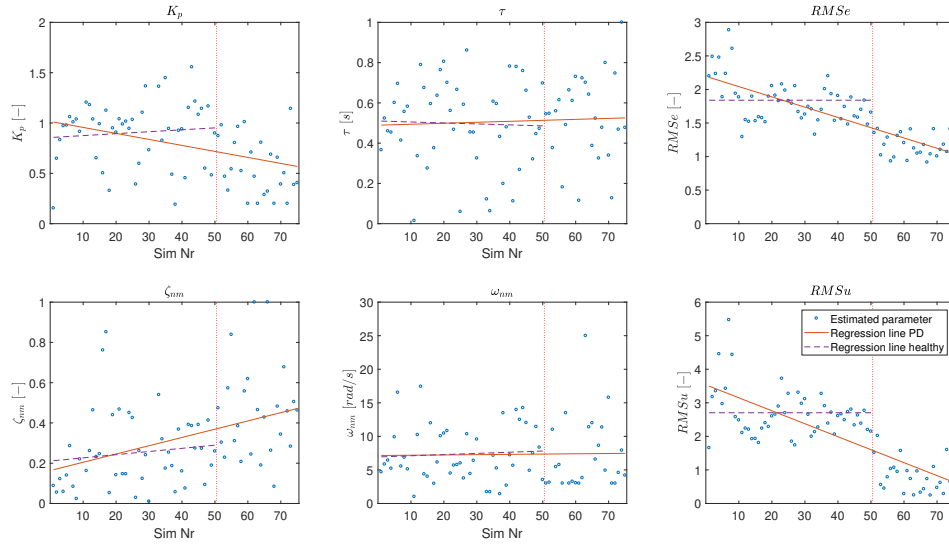 K_p
τ
RMSe
2
1.5
1
0.5
0
K_p [−]
10 20 30 40 50 60 70
Sim Nr
1
0.8
0.6
0.4
0.2
0
τ [s]
10 20 30 40 50 60 70
Sim Nr
3
2.5
2
1.5
1
0
RMSe [−]
10 20 30 40 50 60 70
ζ_nm
ω_nm
RMSu
1
0.8
0.6
0.4
0.2
0
ζ_nm [−]
10 20 30 40 50 60 70
Sim Nr
30
25
20
15
10
5
0
ω_nm [rad/s]
10 20 30 40 50 60 70
Sim Nr
6
5
4
3
2
1
0
RMSu [−]
10 20 30 40 50 60 70
Estimated parameter
Regression line PD
Regression line healthy